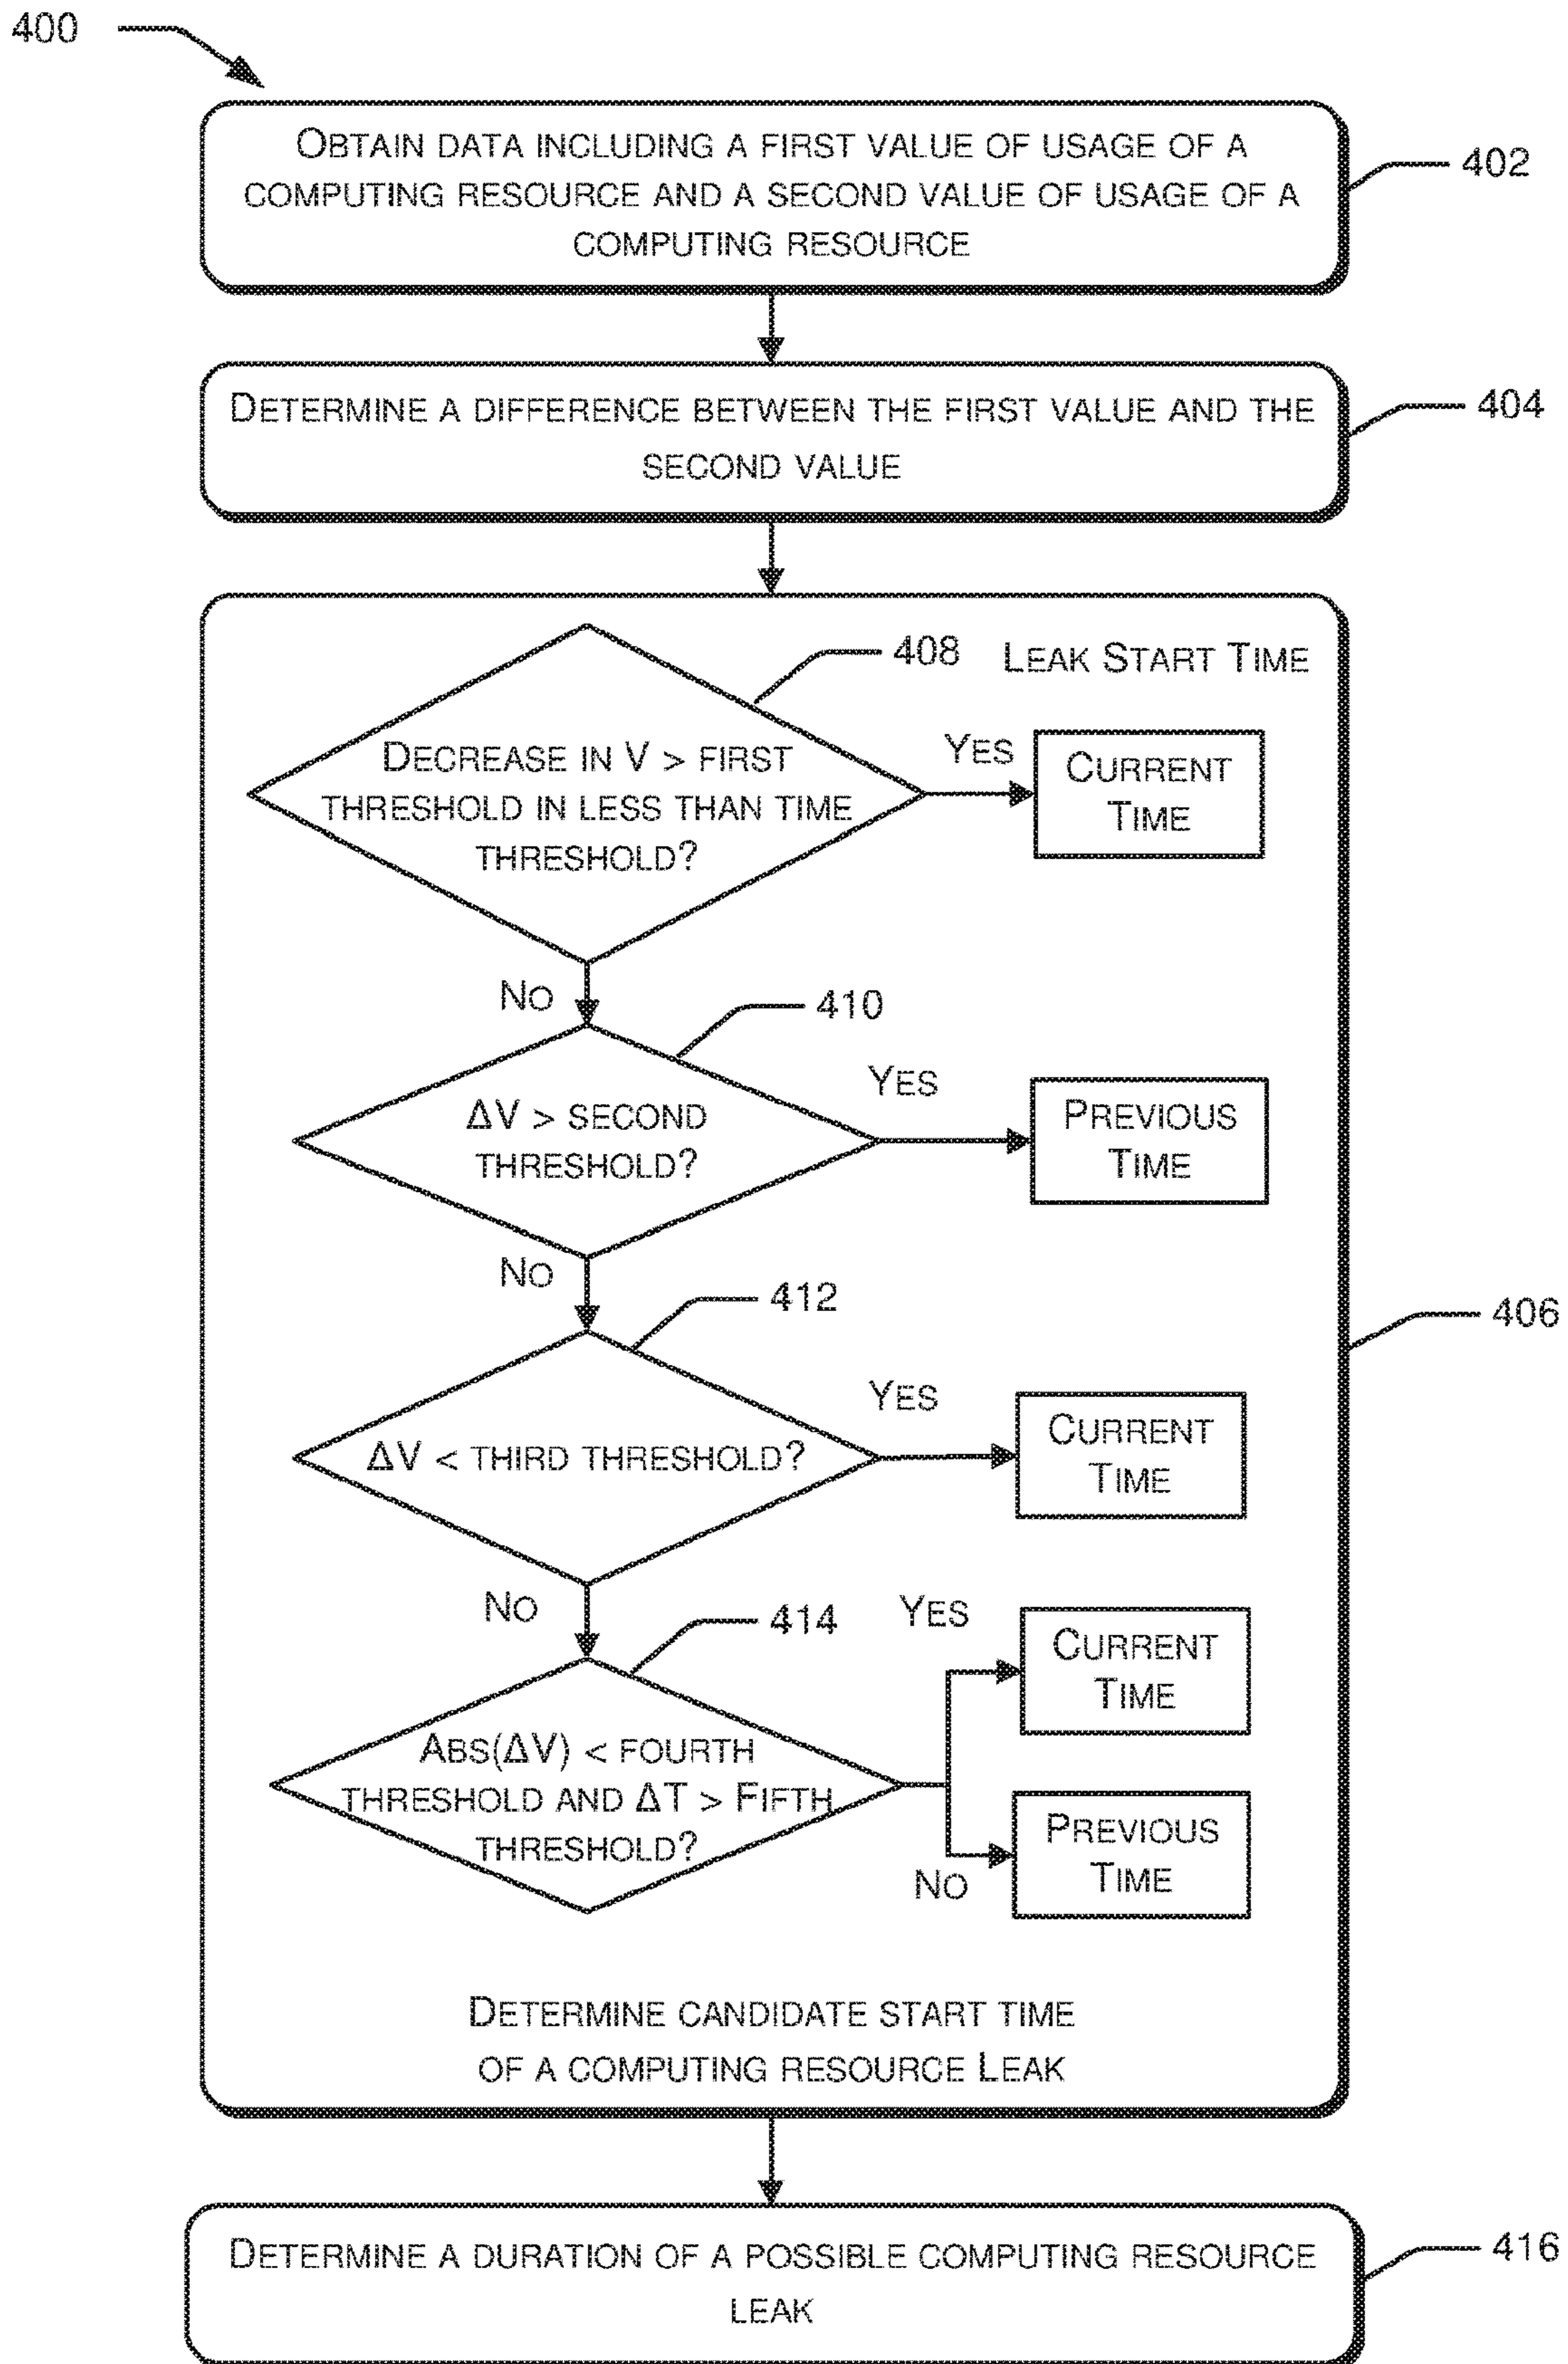 400
OBTAIN DATA INCLUDING A FIRST VALUE OF USAGE OF A
COMPUTING RESOURCE AND A SECOND VALUE OF USAGE OF A
COMPUTING RESOURCE
402
DETERMINE A DIFFERENCE BETWEEN THE FIRST VALUE AND THE
SECOND VALUE
404
408
LEAK START TIME
DECREASE IN V > FIRST
THRESHOLD IN LESS THAN TIME
THRESHOLD?
YES
CURRENT
TIME
NO
410
ΔV > SECOND
THRESHOLD?
YES
PREVIOUS
TIME
NO
412
ΔV < THIRD THRESHOLD?
YES
CURRENT
TIME
406
NO
414
ABS(ΔV) < FOURTH
THRESHOLD AND ΔT > FIFTH
THRESHOLD?
YES
CURRENT
TIME
NO
PREVIOUS
TIME
DETERMINE CANDIDATE START TIME
OF A COMPUTING RESOURCE LEAK
DETERMINE A DURATION OF A POSSIBLE COMPUTING RESOURCE
LEAK
416